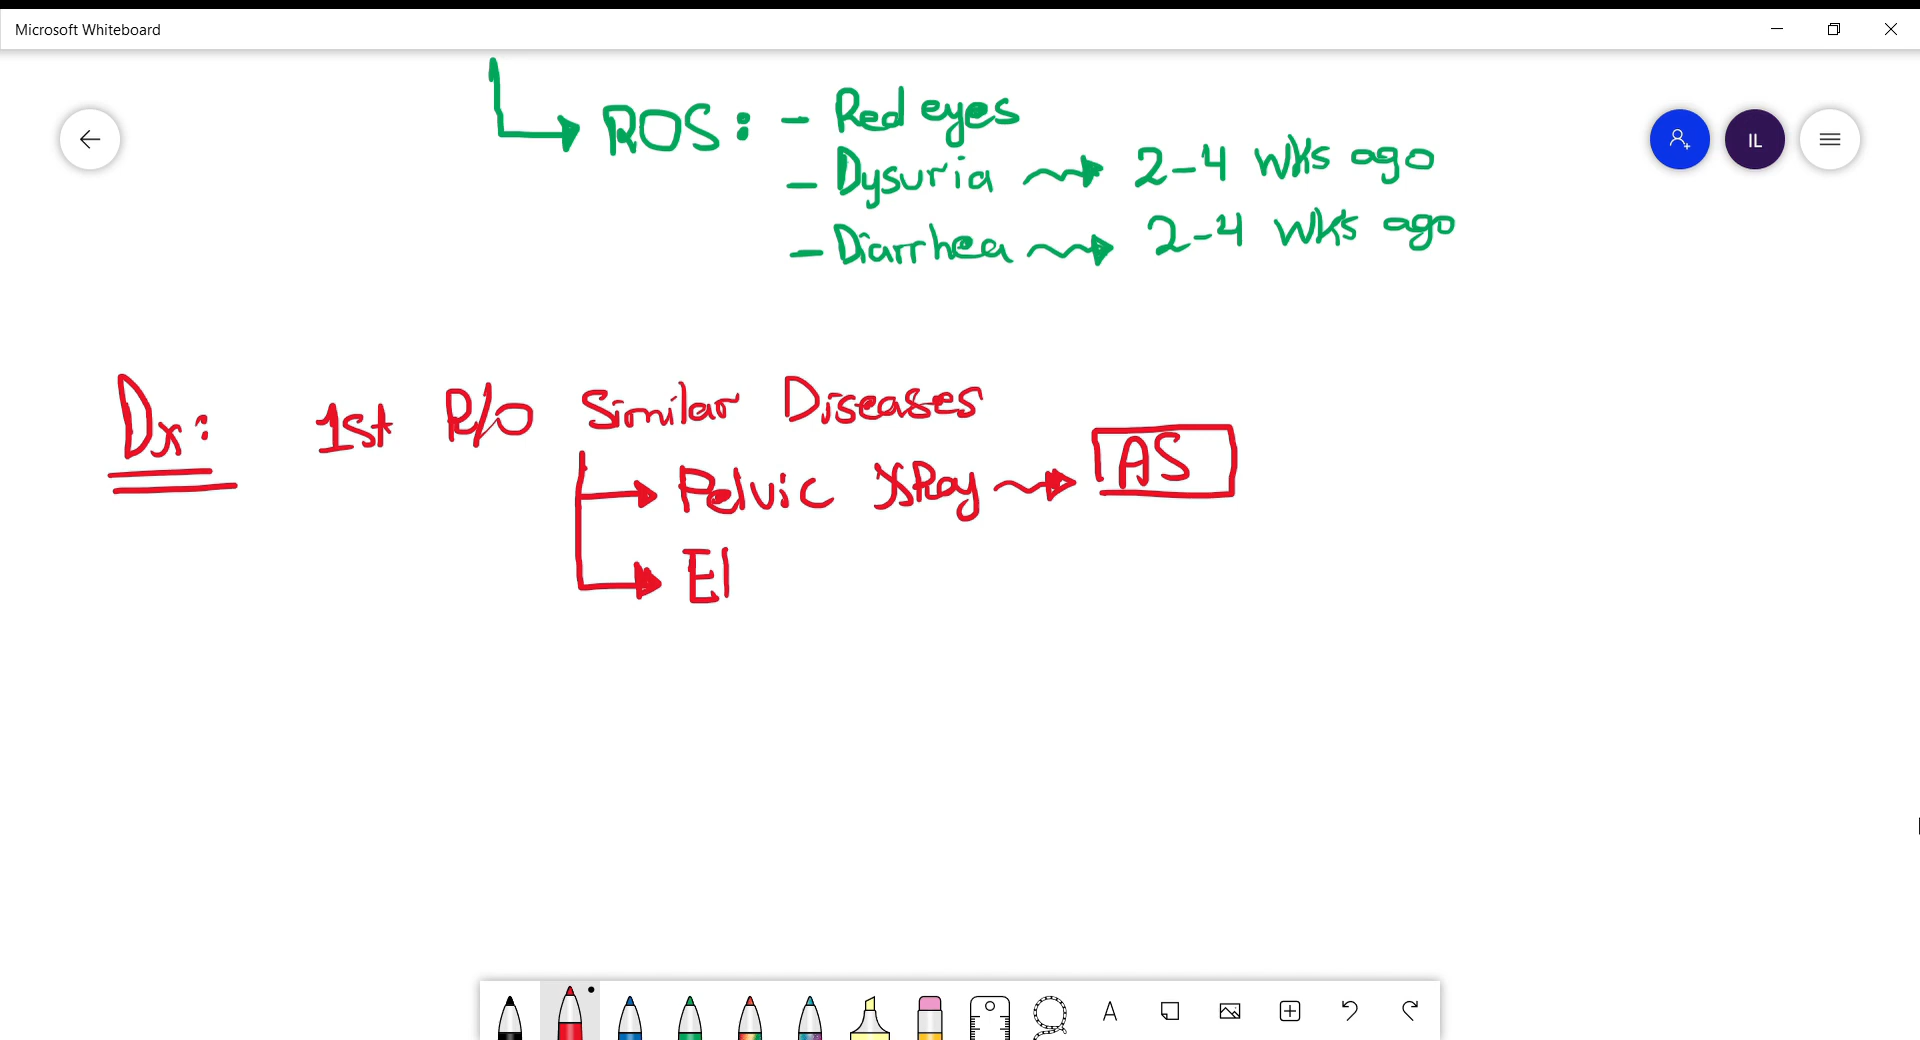 Microsoft Whiteboard
ROS: - Red eyes
- Dysuria → 2-4 wks ago
- Diarrhea → 2-4 wks ago
IL
Dx: 1st R/O Similar Diseases
Pelvic XRay → AS
El
A